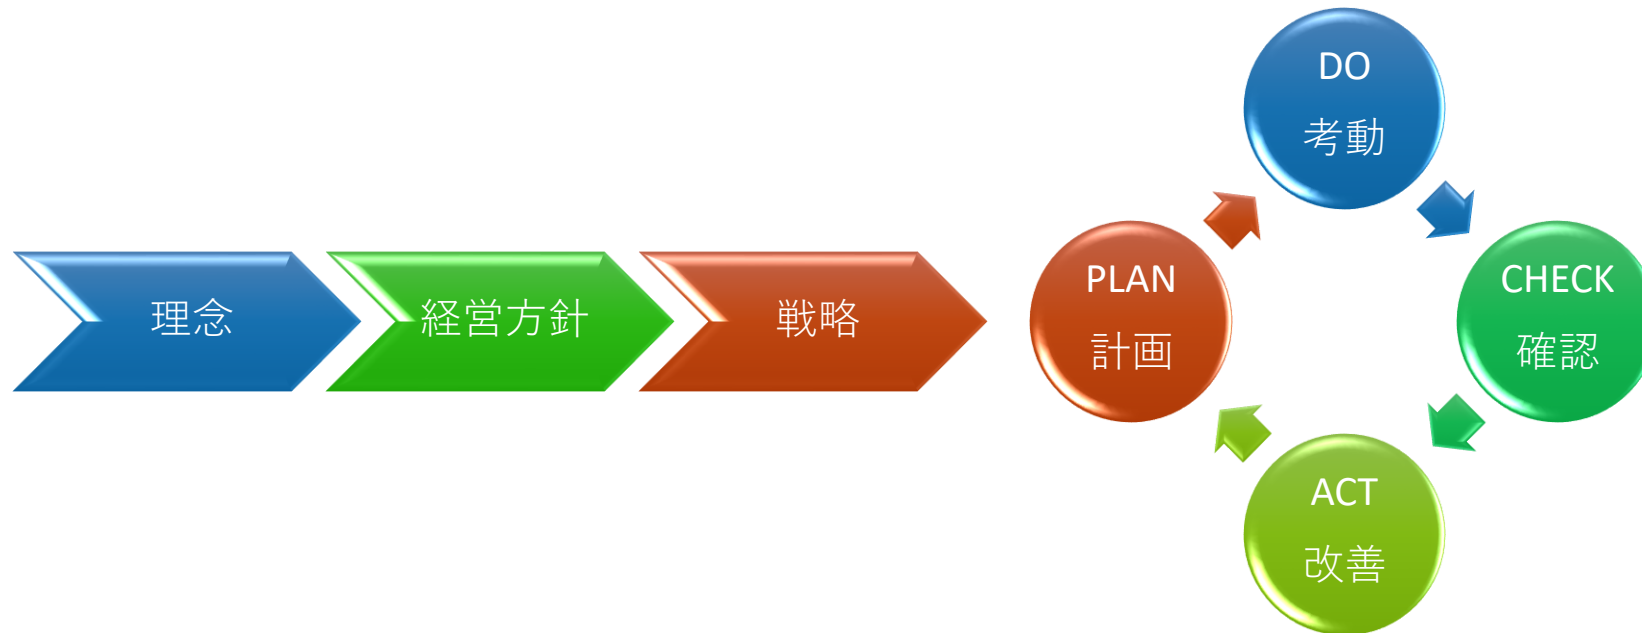 理念
経営方針
戦略
PLAN
計画
DO
考動
CHECK
確認
ACT
改善